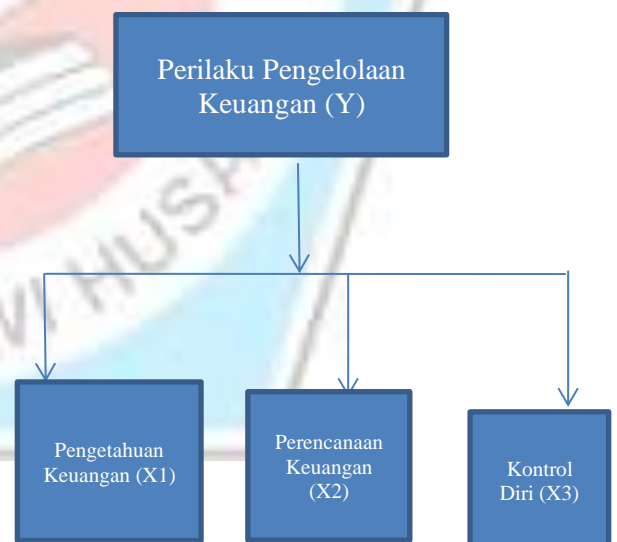 Perilaku Pengelolaan
Keuangan (Y)
Pengetahuan
Keuangan (X1)
Perencanaan
Keuangan
(X2)
Kontrol
Diri (X3)